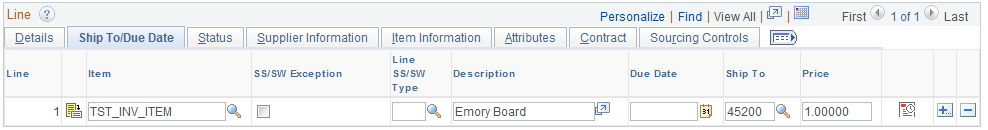 Line ? Personalize | Find | View All | | First 1 of 1 Last
Details Ship To/Due Date Status Supplier Information Item Information Attributes Contract Sourcing Controls
Line Item SS/SW Exception Line SS/SW Type Description Due Date Ship To Price
1 TST_INV_ITEM Emory Board 45200 1.00000